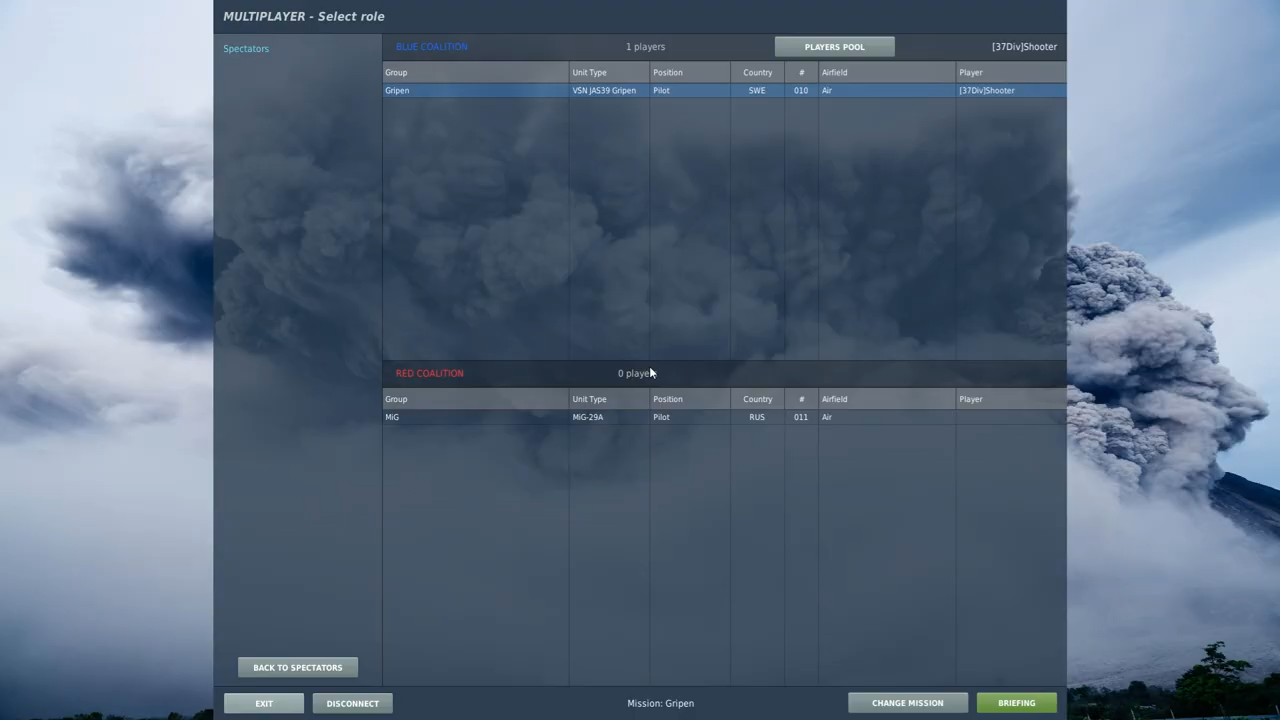 MULTIPLAYER - Select role
Spectators
BLUE COALITION 1 players PLAYERS POOL [37Div]Shooter
Group Unit Type Position Country # Airfield Player
Gripen VSN JAS39 Gripen Pilot SWE 010 Air [37Div]Shooter
RED COALITION 0 player
Group Unit Type Position Country # Airfield Player
MiG MiG-29A Pilot RUS 011 Air
BACK TO SPECTATORS
EXIT DISCONNECT Mission: Gripen CHANGE MISSION BRIEFING